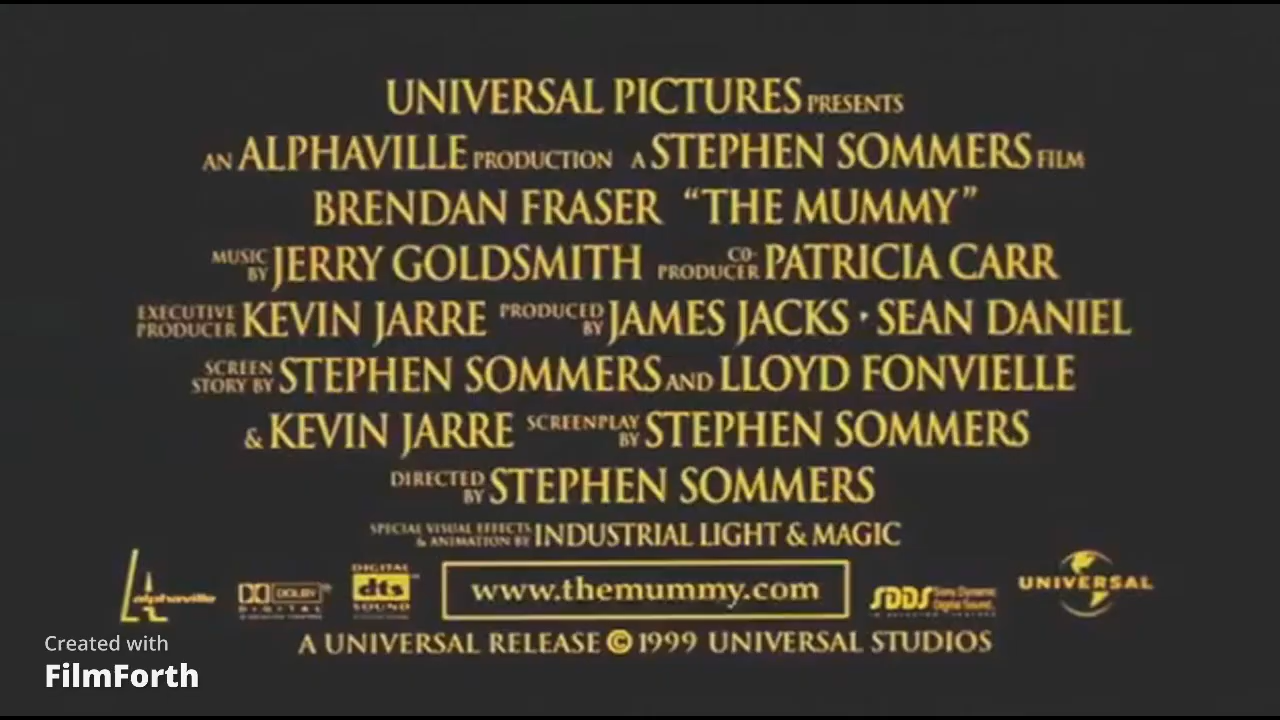 UNIVERSAL PICTURES PRESENTS
AN ALPHAVILLE PRODUCTION A STEPHEN SOMMERS FILM
BRENDAN FRASER “THE MUMMY”
MUSIC BY JERRY GOLDSMITH CO-PRODUCER PATRICIA CARR
EXECUTIVE PRODUCER KEVIN JARRE PRODUCED BY JAMES JACKS · SEAN DANIEL
SCREEN STORY BY STEPHEN SOMMERS AND LLOYD FONVIELLE
& KEVIN JARRE SCREENPLAY BY STEPHEN SOMMERS
DIRECTED BY STEPHEN SOMMERS
SPECIAL VISUAL EFFECTS & ANIMATION BY INDUSTRIAL LIGHT & MAGIC
alphaville DOLBY DIGITAL DIGITAL dts SOUND www.themummy.com SDDS Sony Dynamic Digital Sound UNIVERSAL
A UNIVERSAL RELEASE © 1999 UNIVERSAL STUDIOS
Created with
FilmForth